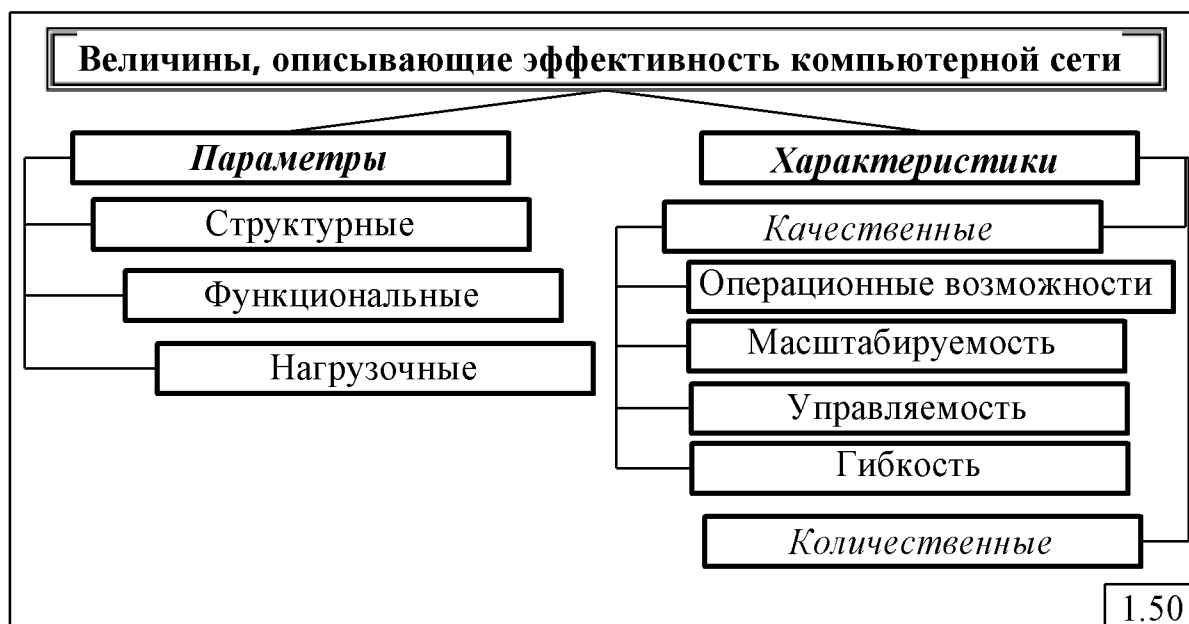 Величины, описывающие эффективность компьютерной сети
Параметры
Структурные
Функциональные
Нагрузочные
Характеристики
Качественные
Операционные возможности
Масштабируемость
Управляемость
Гибкость
Количественные
1.50